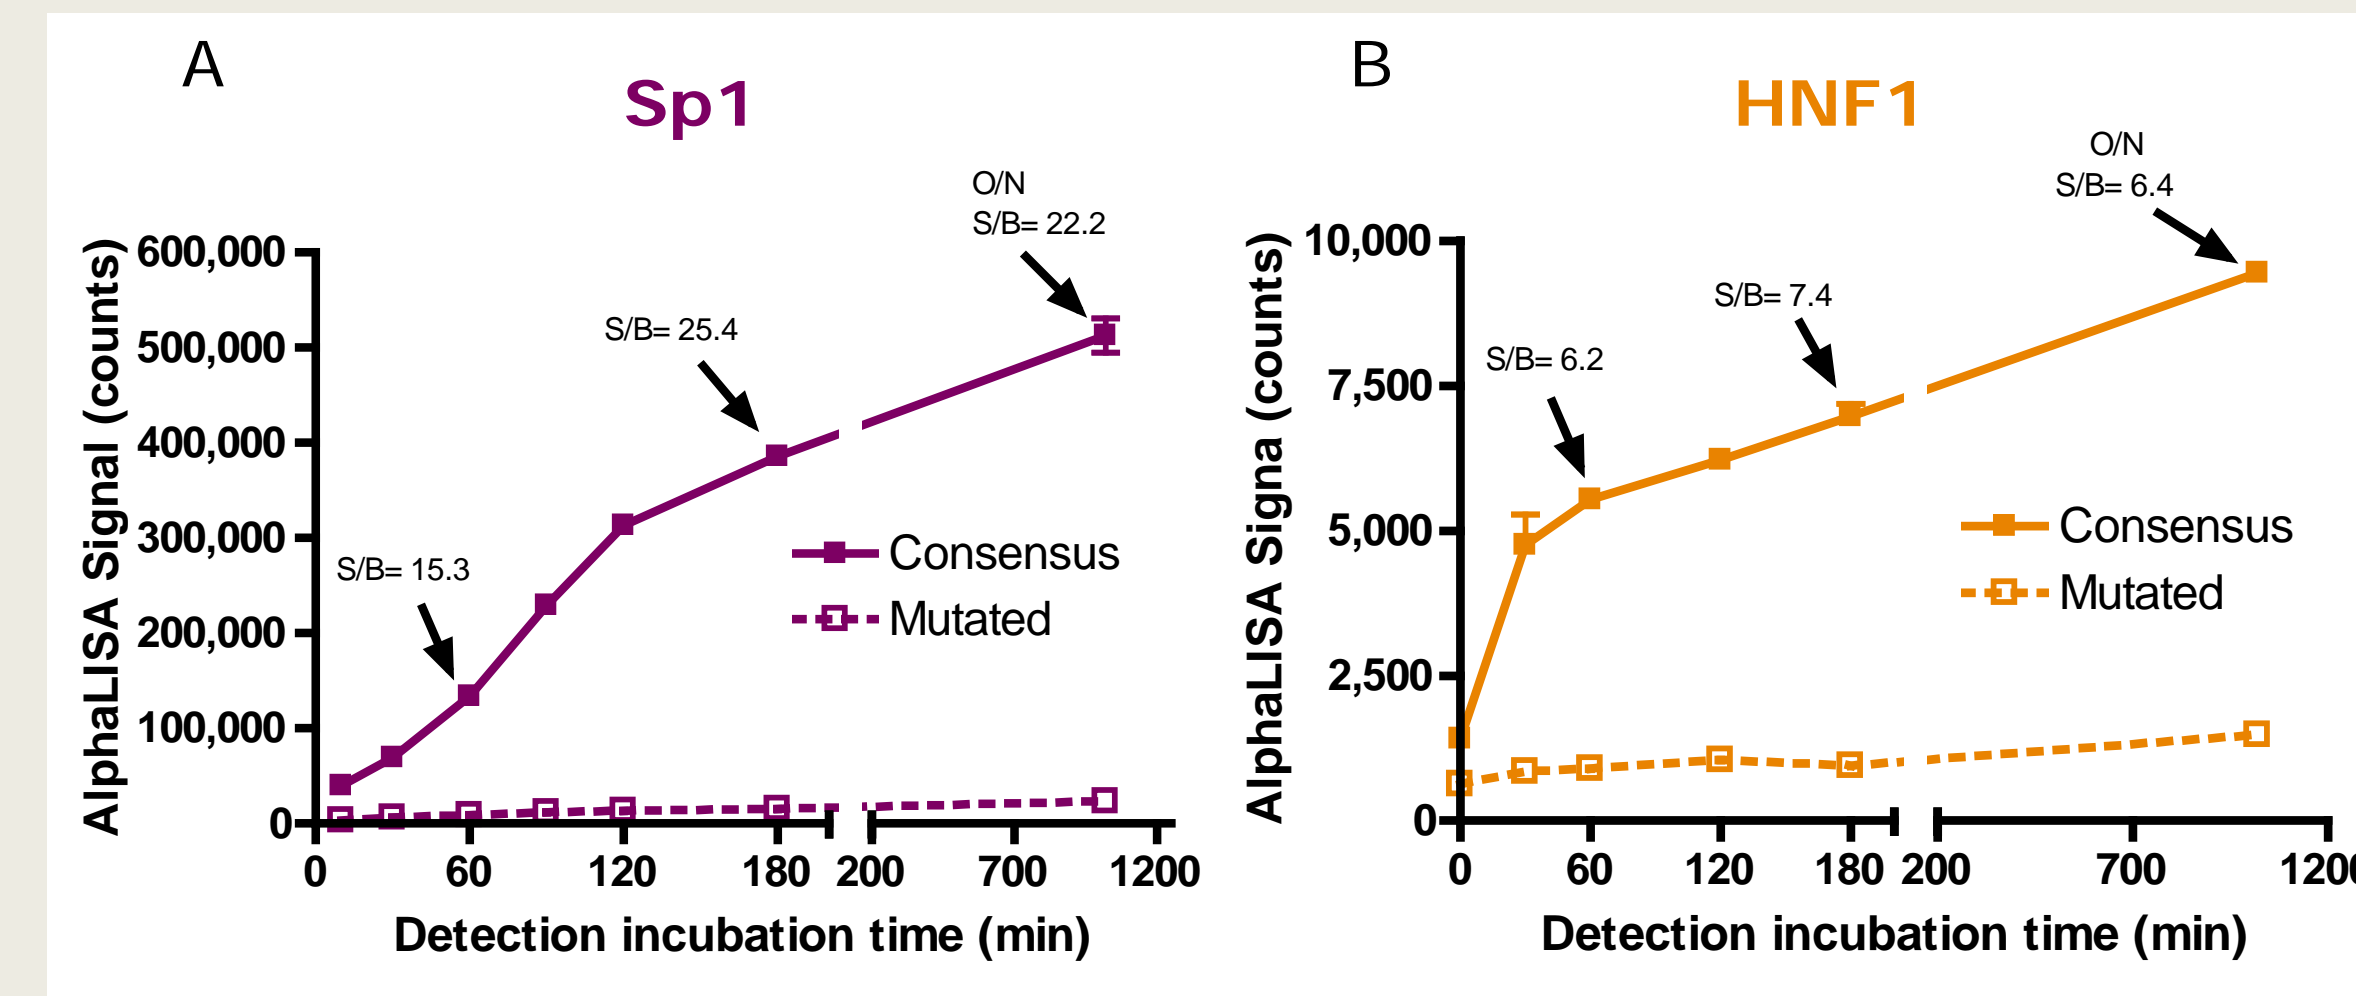 A
Sp1
O/N
S/B= 22.2
S/B= 25.4
S/B= 15.3
AlphaLISA Signal (counts)
600,000
500,000
400,000
300,000
200,000
100,000
0
Consensus
Mutated
0 60 120 180 200 700 1200
Detection incubation time (min)
B
HNF1
O/N
S/B= 6.4
S/B= 7.4
S/B= 6.2
AlphaLISA Signa (counts)
10,000
7,500
5,000
2,500
0
Consensus
Mutated
0 60 120 180 200 700 1200
Detection incubation time (min)